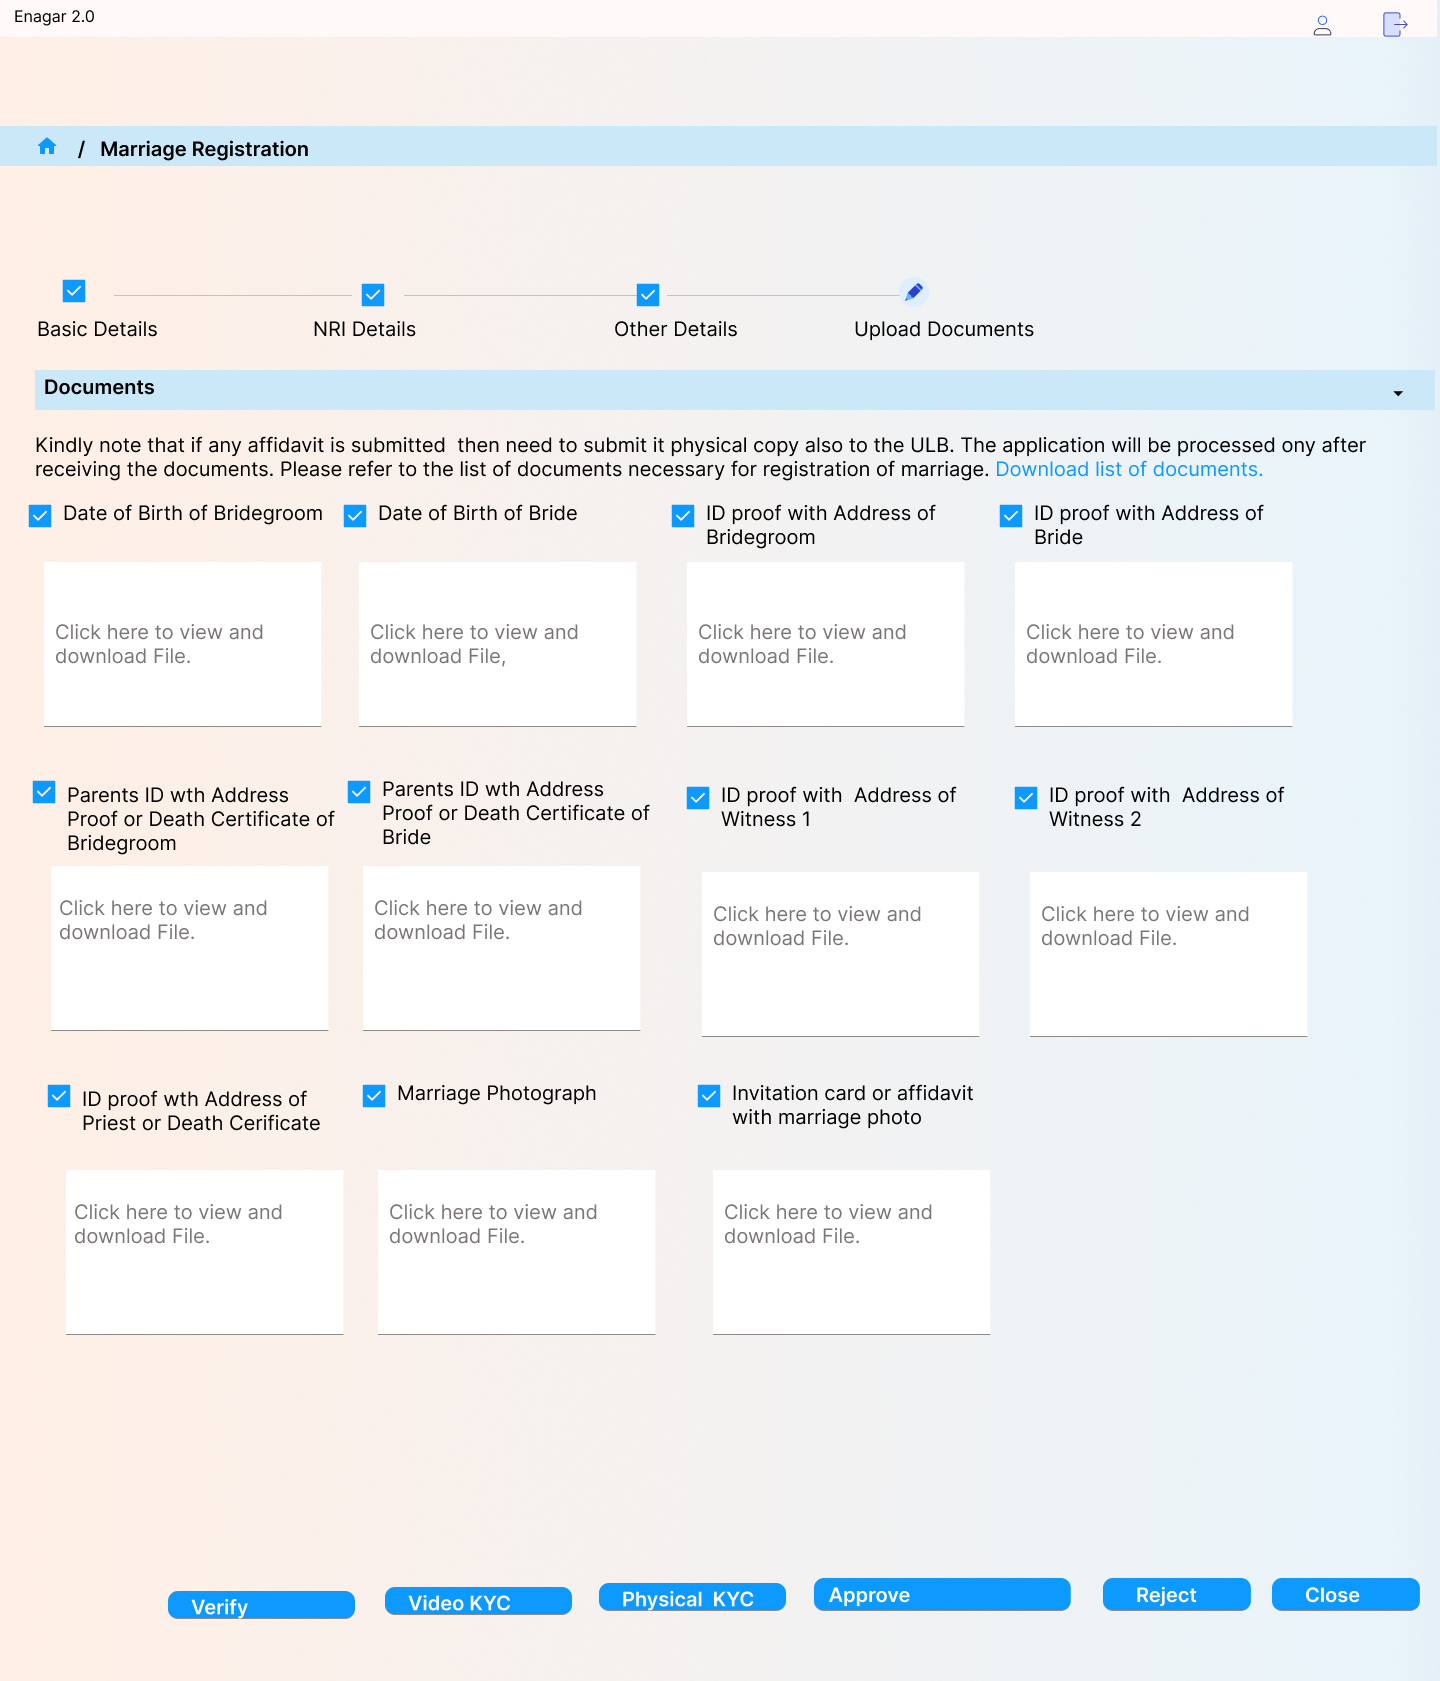 Enagar 2.0
/ Marriage Registration
Basic Details
NRI Details
Other Details
Upload Documents
Documents
Kindly note that if any affidavit is submitted  then need to submit it physical copy also to the ULB. The application will be processed ony after
receiving the documents. Please refer to the list of documents necessary for registration of marriage. Download list of documents.
Date of Birth of Bridegroom
Date of Birth of Bride
ID proof with Address of
Bridegroom
ID proof with Address of
Bride
Click here to view and
download File.
Click here to view and
download File,
Click here to view and
download File.
Click here to view and
download File.
Parents ID wth Address
Proof or Death Certificate of
Bridegroom
Parents ID wth Address
Proof or Death Certificate of
Bride
ID proof with  Address of
Witness 1
ID proof with  Address of
Witness 2
Click here to view and
download File.
Click here to view and
download File.
Click here to view and
download File.
Click here to view and
download File.
ID proof wth Address of
Priest or Death Cerificate
Marriage Photograph
Invitation card or affidavit
with marriage photo
Click here to view and
download File.
Click here to view and
download File.
Click here to view and
download File.
Verify
Video KYC
Physical  KYC
Approve
Reject
Close